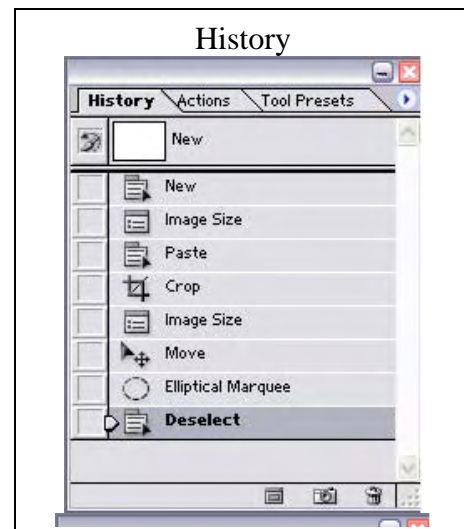 History
History Actions Tool Presets
New
New
Image Size
Paste
Crop
Image Size
Move
Elliptical Marquee
Deselect